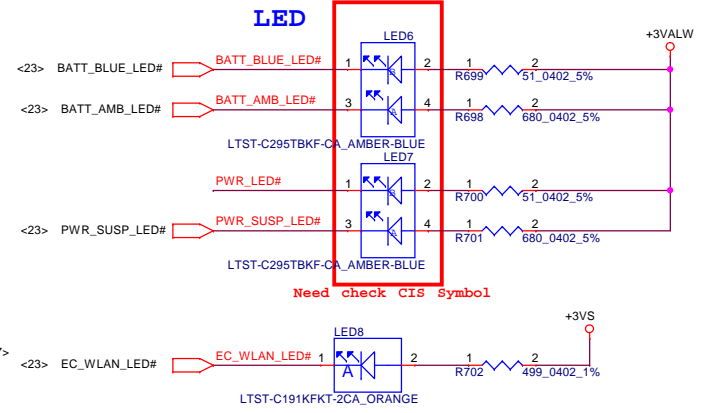 LED
+3VALW
LED6
<23> BATT_BLUE_LED# BATT_BLUE_LED# 1 B 2 1 2
R699 51_0402_5%
<23> BATT_AMB_LED# BATT_AMB_LED# 3 A 4 1 2
R698 680_0402_5%
LTST-C295TBKF-CA_AMBER-BLUE
LED7
PWR_LED# 1 B 2 1 2
R700 51_0402_5%
<23> PWR_SUSP_LED# PWR_SUSP_LED# 3 A 4 1 2
R701 680_0402_5%
LTST-C295TBKF-CA_AMBER-BLUE
Need check CIS Symbol
+3VS
LED8
<23> EC_WLAN_LED# EC_WLAN_LED# 1 A 2 1 2
R702 499_0402_1%
LTST-C191KFKT-2CA_ORANGE